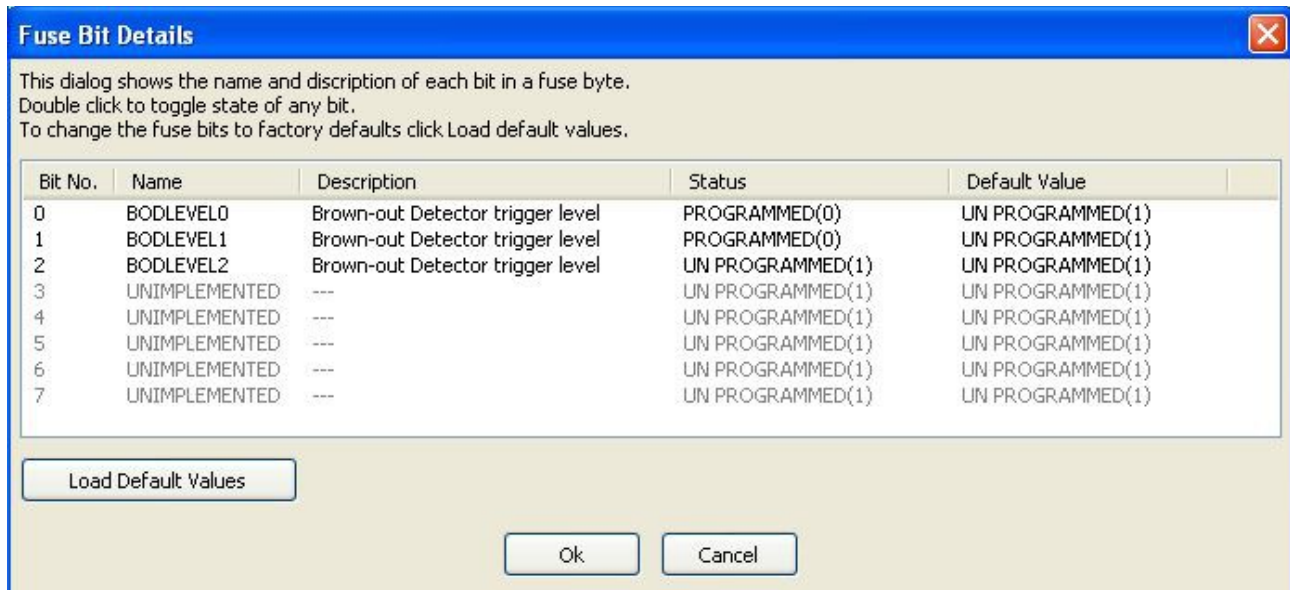 Fuse Bit Details
This dialog shows the name and discription of each bit in a fuse byte.
Double click to toggle state of any bit.
To change the fuse bits to factory defaults click Load default values.
Bit No. Name Description Status Default Value
0 BODLEVEL0 Brown-out Detector trigger level PROGRAMMED(0) UN PROGRAMMED(1)
1 BODLEVEL1 Brown-out Detector trigger level PROGRAMMED(0) UN PROGRAMMED(1)
2 BODLEVEL2 Brown-out Detector trigger level UN PROGRAMMED(1) UN PROGRAMMED(1)
3 UNIMPLEMENTED --- UN PROGRAMMED(1) UN PROGRAMMED(1)
4 UNIMPLEMENTED --- UN PROGRAMMED(1) UN PROGRAMMED(1)
5 UNIMPLEMENTED --- UN PROGRAMMED(1) UN PROGRAMMED(1)
6 UNIMPLEMENTED --- UN PROGRAMMED(1) UN PROGRAMMED(1)
7 UNIMPLEMENTED --- UN PROGRAMMED(1) UN PROGRAMMED(1)
Load Default Values
Ok Cancel